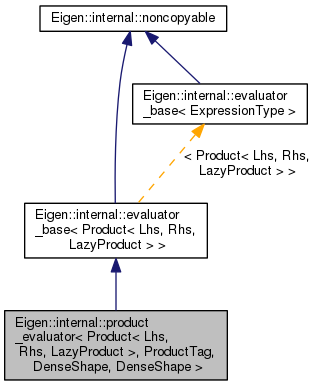 Eigen::internal::noncopyable
Eigen::internal::evaluator
_base< ExpressionType >
< Product< Lhs, Rhs,
LazyProduct > >
Eigen::internal::evaluator
_base< Product< Lhs, Rhs,
LazyProduct > >
Eigen::internal::product
_evaluator< Product< Lhs,
Rhs, LazyProduct >, ProductTag,
DenseShape, DenseShape >